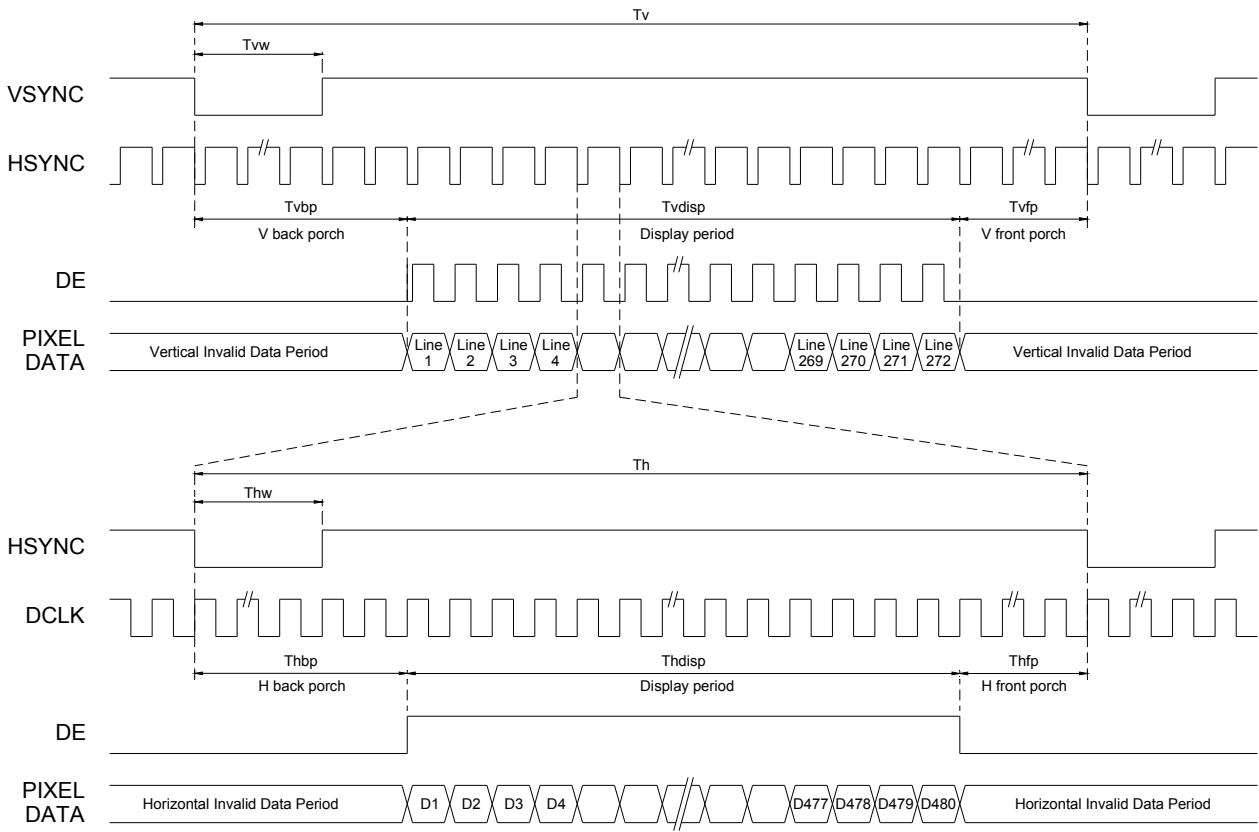 Tv
Tvw
VSYNC
HSYNC
Tvbp Tvdisp Tvfp
V back porch Display period V front porch
DE
PIXEL DATA
Vertical Invalid Data Period Line 1 Line 2 Line 3 Line 4 Line 269 Line 270 Line 271 Line 272 Vertical Invalid Data Period
Th
Thw
HSYNC
DCLK
Thbp Thdisp Thfp
H back porch Display period H front porch
DE
PIXEL DATA
Horizontal Invalid Data Period D1 D2 D3 D4 D477 D478 D479 D480 Horizontal Invalid Data Period